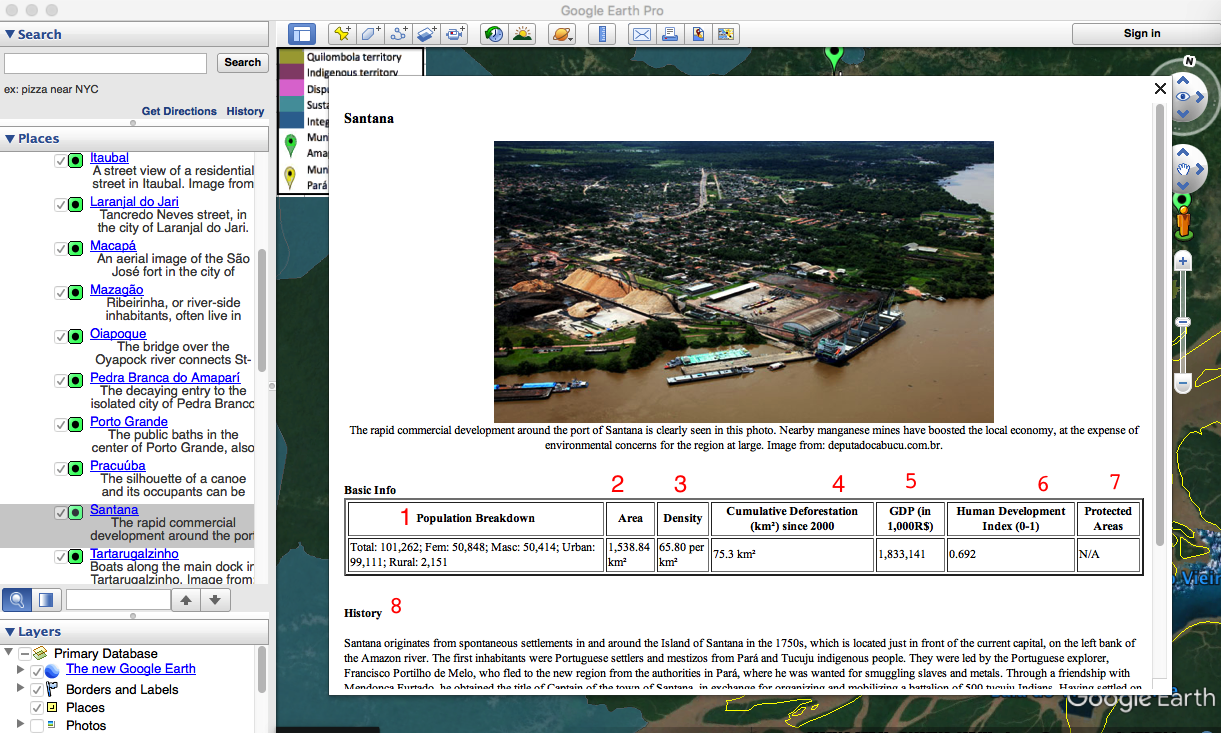 Google Earth Pro
Search
Search
ex: pizza near NYC
Get Directions History
Places
Itaubal
A street view of a residential
street in Itaubal. Image from
Laranjal do Jari
Tancredo Neves street, in
the city of Laranjal do Jari.
Macapá
An aerial image of the São
José fort in the city of
Mazagão
Ribeirinha, or river-side
inhabitants, often live in
Oiapoque
The bridge over the
Oyapock river connects St-
Pedra Branca do Amaparí
The decaying entry to the
isolated city of Pedra Branco
Porto Grande
The public baths in the
center of Porto Grande, also
Pracuúba
The silhouette of a canoe
and its occupants can be
Santana
The rapid commercial
development around the port
Tartarugalzinho
Boats along the main dock in
Tartarugalzinho. Image from
Layers
Primary Database
The new Google Earth
Borders and Labels
Places
Photos
Sign in
N
Quilombola territory
Indigenous territory
Dispu
Susta
Integ
Mun
Ama
Mun
Pará
Santana
The rapid commercial development around the port of Santana is clearly seen in this photo. Nearby manganese mines have boosted the local economy, at the expense of
environmental concerns for the region at large. Image from: deputadocabucu.com.br.
Basic Info
2 3 4 5 6 7
1 Population Breakdown Area Density Cumulative Deforestation (km²) since 2000 GDP (in 1,000R$) Human Development Index (0-1) Protected Areas
Total: 101,262; Fem: 50,848; Masc: 50,414; Urban: 99,111; Rural: 2,151 1,538.84 km² 65.80 per km² 75.3 km² 1,833,141 0.692 N/A
History 8
Santana originates from spontaneous settlements in and around the Island of Santana in the 1750s, which is located just in front of the current capital, on the left bank of
the Amazon river. The first inhabitants were Portuguese settlers and mestizos from Pará and Tucuju indigenous people. They were led by the Portuguese explorer,
Francisco Portilho de Melo, who fled to the new region from the authorities in Pará, where he was wanted for smuggling slaves and metals. Through a friendship with
Mendonça Furtado, he obtained the title of Captain of the town of Santana, in exchange for organizing and mobilizing a battalion of 500 tucuju Indians. Having settled on
Vieir
Google Earth